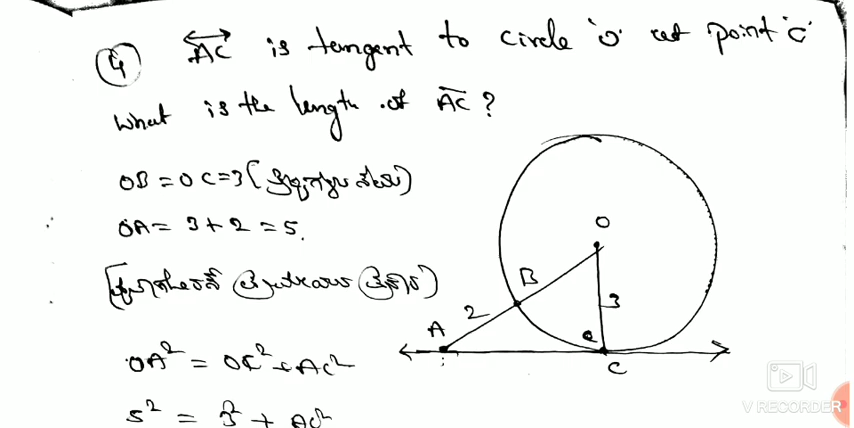 ④ AC is tangent to circle 'O' at point 'C'
What is the length of AC ?
OB = OC = 3 (
OA = 3 + 2 = 5.
OA² = OC² + AC²
5² = 3² + AC²
O
B
2
3
A
C
V RECORDER